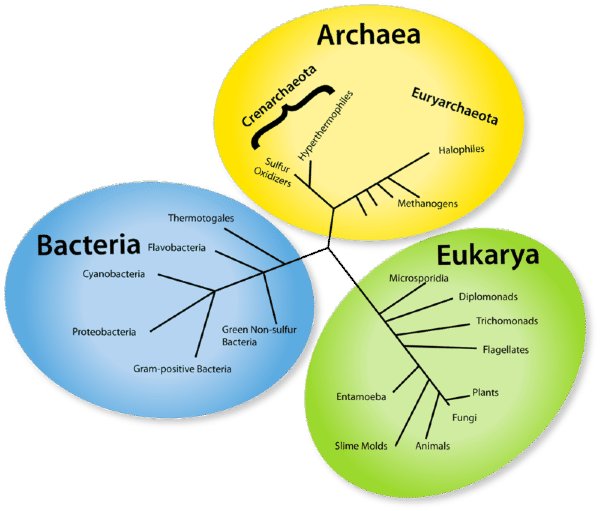 Archaea
Crenarchaeota
Hyperthermophiles
Sulfur
Oxidizers
Euryarchaeota
Halophiles
Methanogens
Bacteria
Thermotogales
Flavobacteria
Cyanobacteria
Proteobacteria
Green Non-sulfur
Bacteria
Gram-positive Bacteria
Eukarya
Microsporidia
Diplomonads
Trichomonads
Flagellates
Entamoeba
Plants
Fungi
Slime Molds
Animals